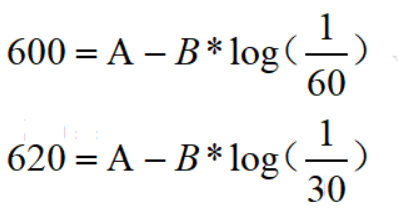 600 = A − B * log(1/60)
620 = A − B * log(1/30)